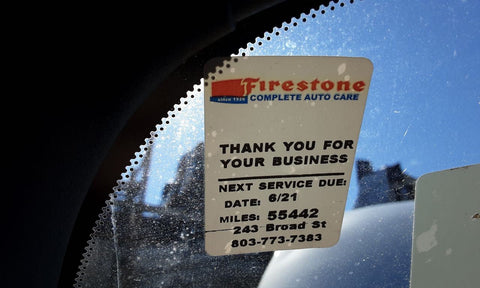 Firestone
SINCE 1926
COMPLETE AUTO CARE
THANK YOU FOR
YOUR BUSINESS
NEXT SERVICE DUE:
DATE: 6/21
MILES: 55442
243 Broad St
803-773-7383